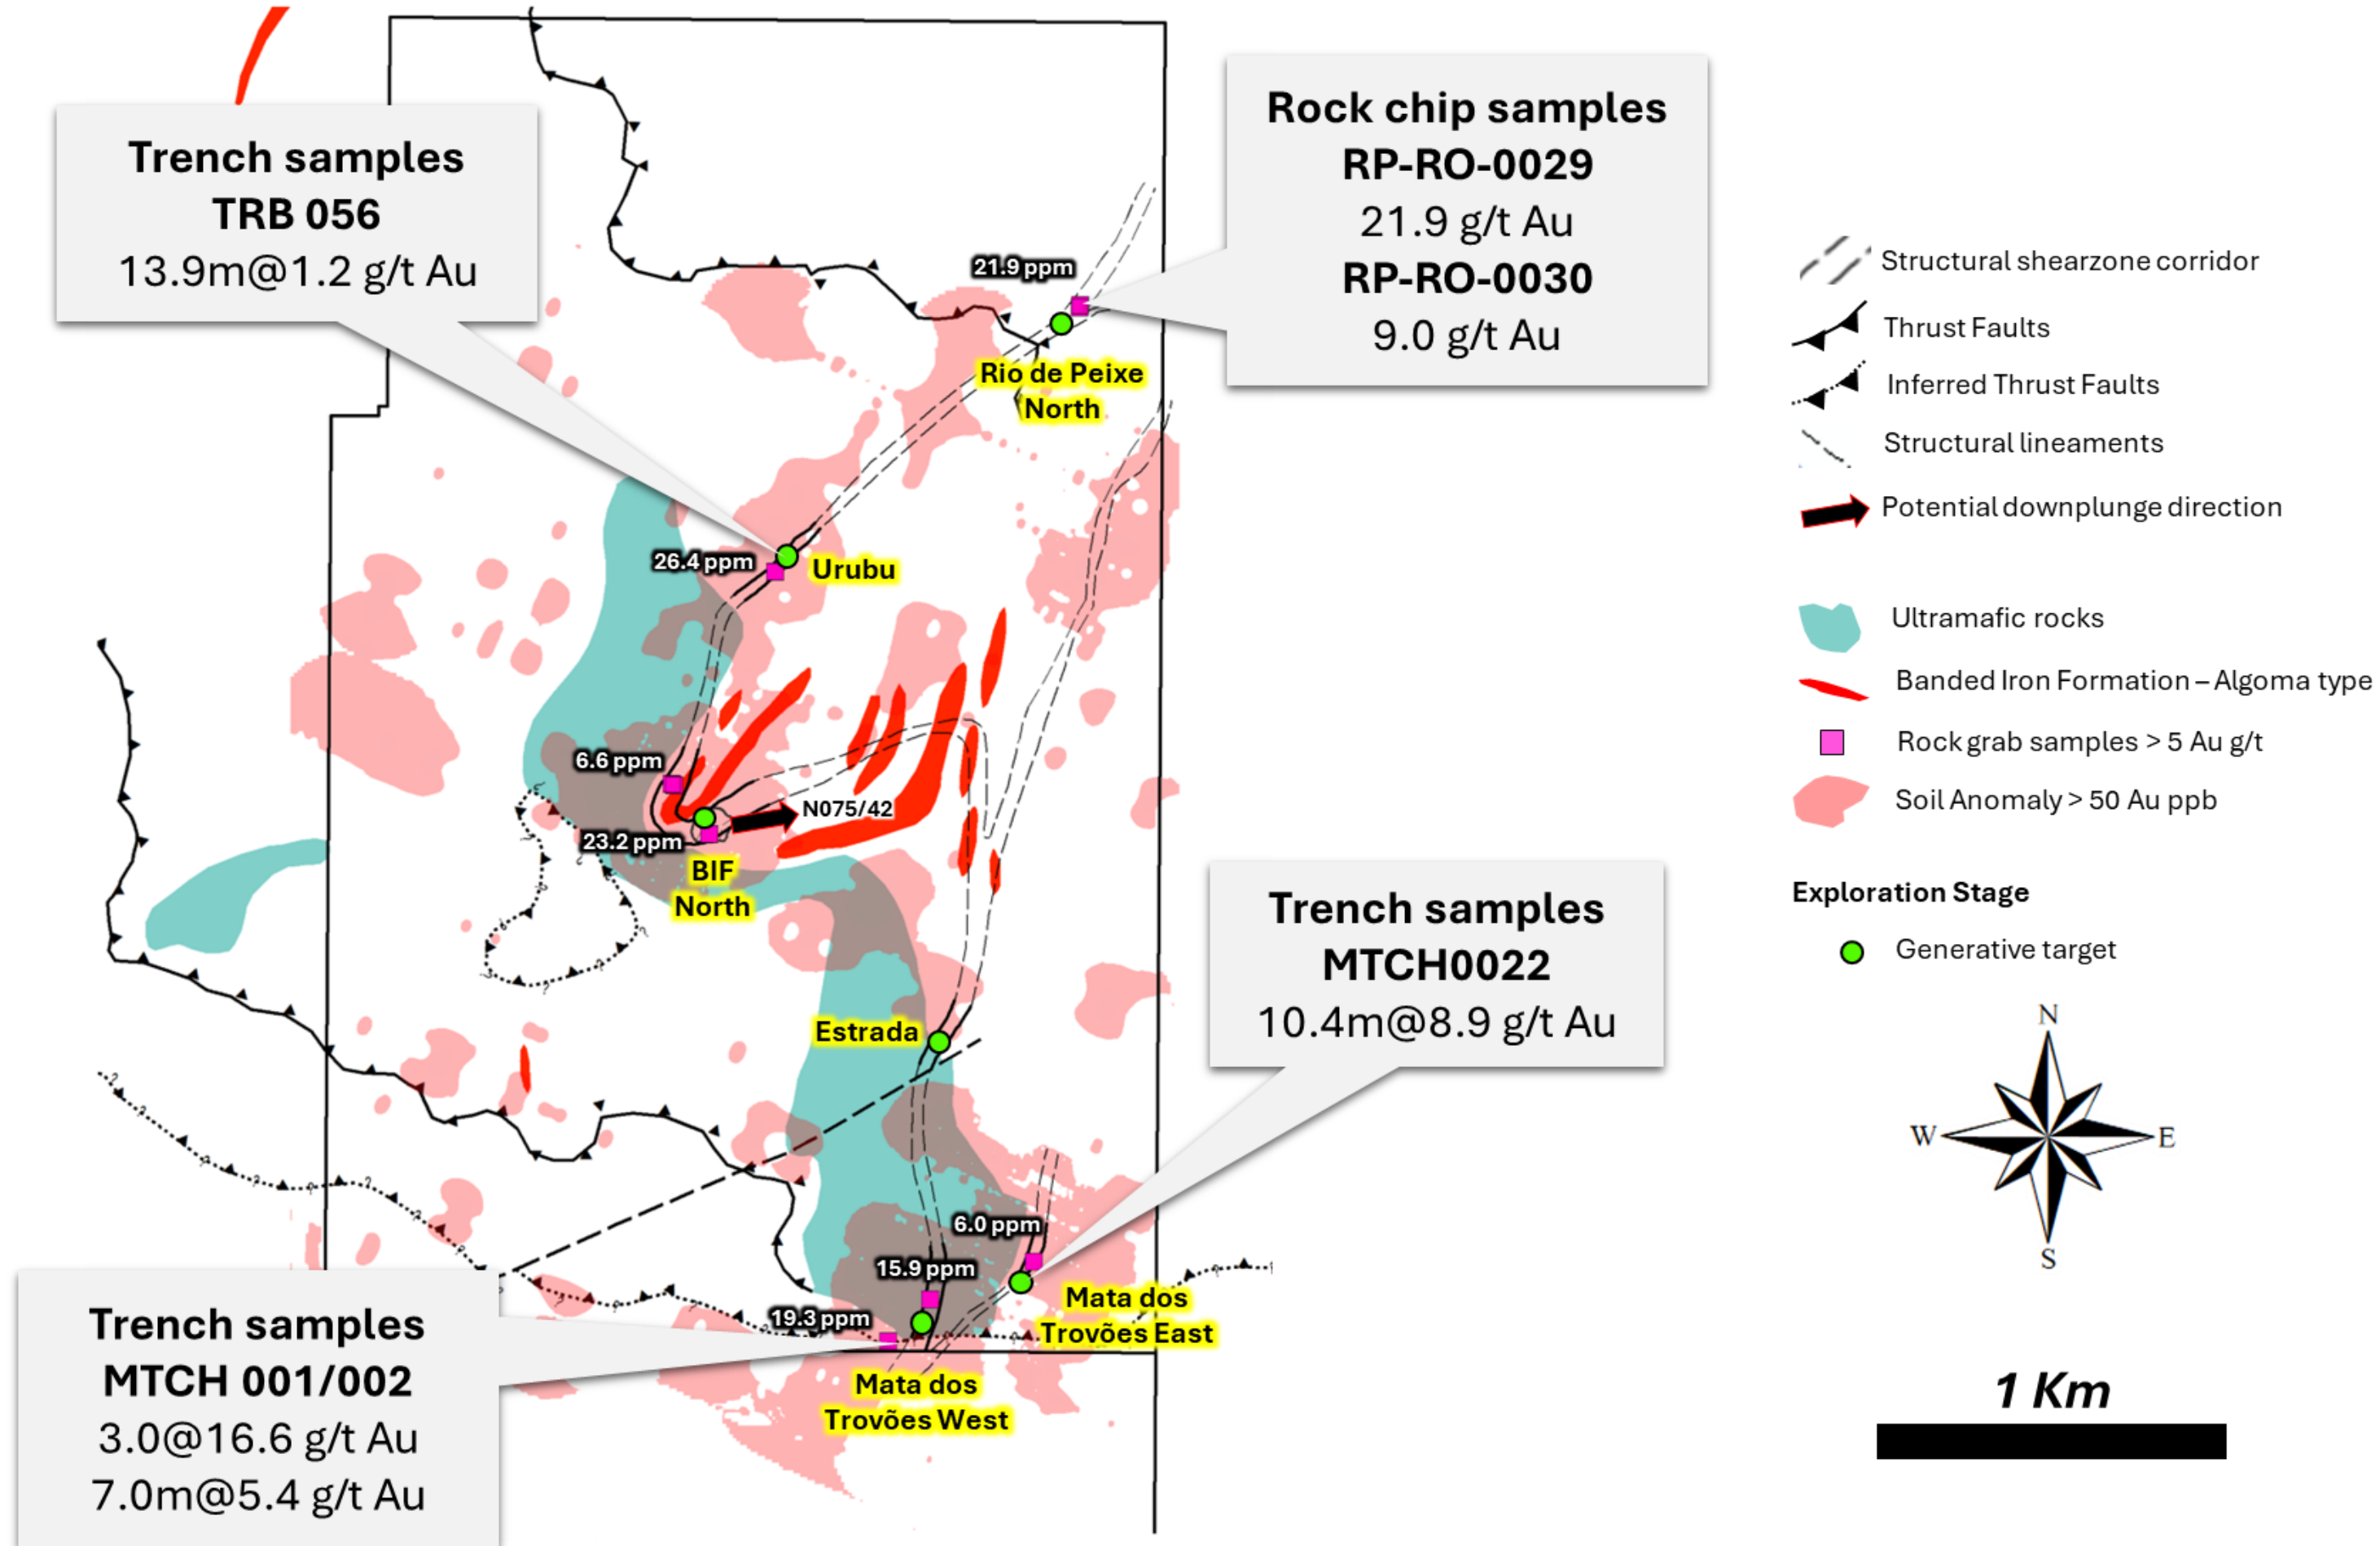 Trench samples
TRB 056
13.9m@1.2 g/t Au
Rock chip samples
RP-RO-0029
21.9 g/t Au
RP-RO-0030
9.0 g/t Au
21.9 ppm
Rio de Peixe
North
26.4 ppm
Urubu
6.6 ppm
N075/42
23.2 ppm
BIF
North
Trench samples
MTCH0022
10.4m@8.9 g/t Au
Estrada
6.0 ppm
15.9 ppm
19.3 ppm
Mata dos
Trovões East
Mata dos
Trovões West
Trench samples
MTCH 001/002
3.0@16.6 g/t Au
7.0m@5.4 g/t Au
Structural shearzone corridor
Thrust Faults
Inferred Thrust Faults
Structural lineaments
Potential downplunge direction
Ultramafic rocks
Banded Iron Formation – Algoma type
Rock grab samples > 5 Au g/t
Soil Anomaly > 50 Au ppb
Exploration Stage
Generative target
N
W
E
S
1 Km